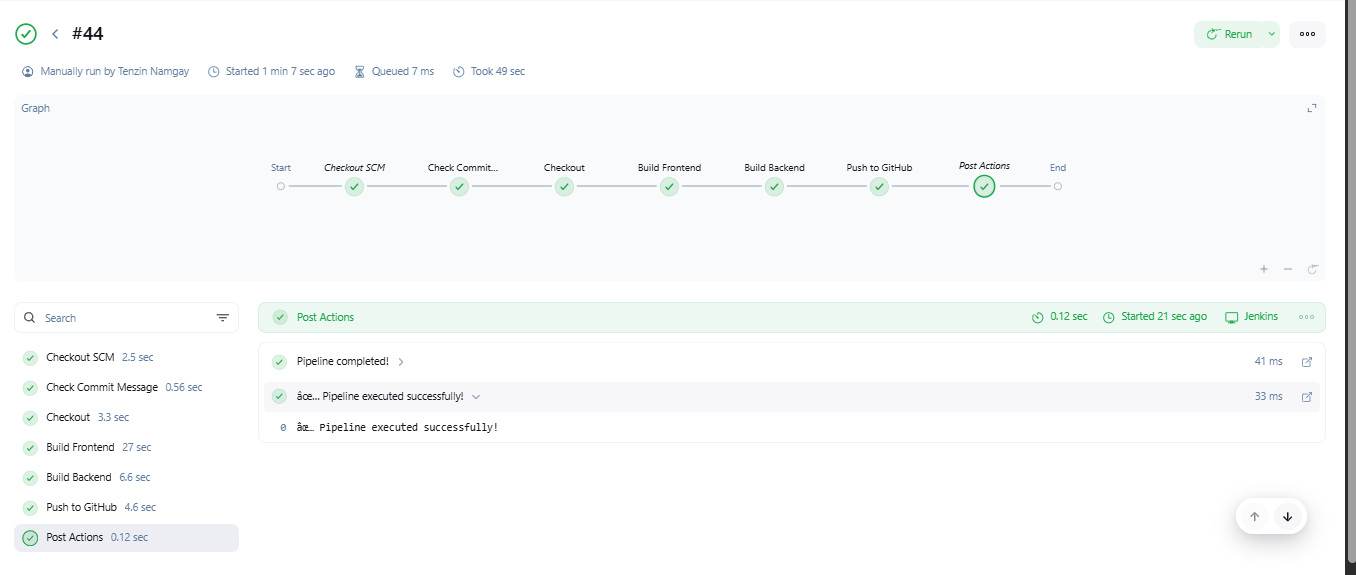 #44
Rerun
Manually run by Tenzin Namgay Started 1 min 7 sec ago Queued 7 ms Took 49 sec
Graph
Start Checkout SCM Check Commit... Checkout Build Frontend Build Backend Push to GitHub Post Actions End
Search
Checkout SCM 2.5 sec
Check Commit Message 0.56 sec
Checkout 3.3 sec
Build Frontend 27 sec
Build Backend 6.6 sec
Push to GitHub 4.6 sec
Post Actions 0.12 sec
Post Actions 0.12 sec Started 21 sec ago Jenkins
Pipeline completed! 41 ms
âœ… Pipeline executed successfully! 33 ms
0 âœ… Pipeline executed successfully!